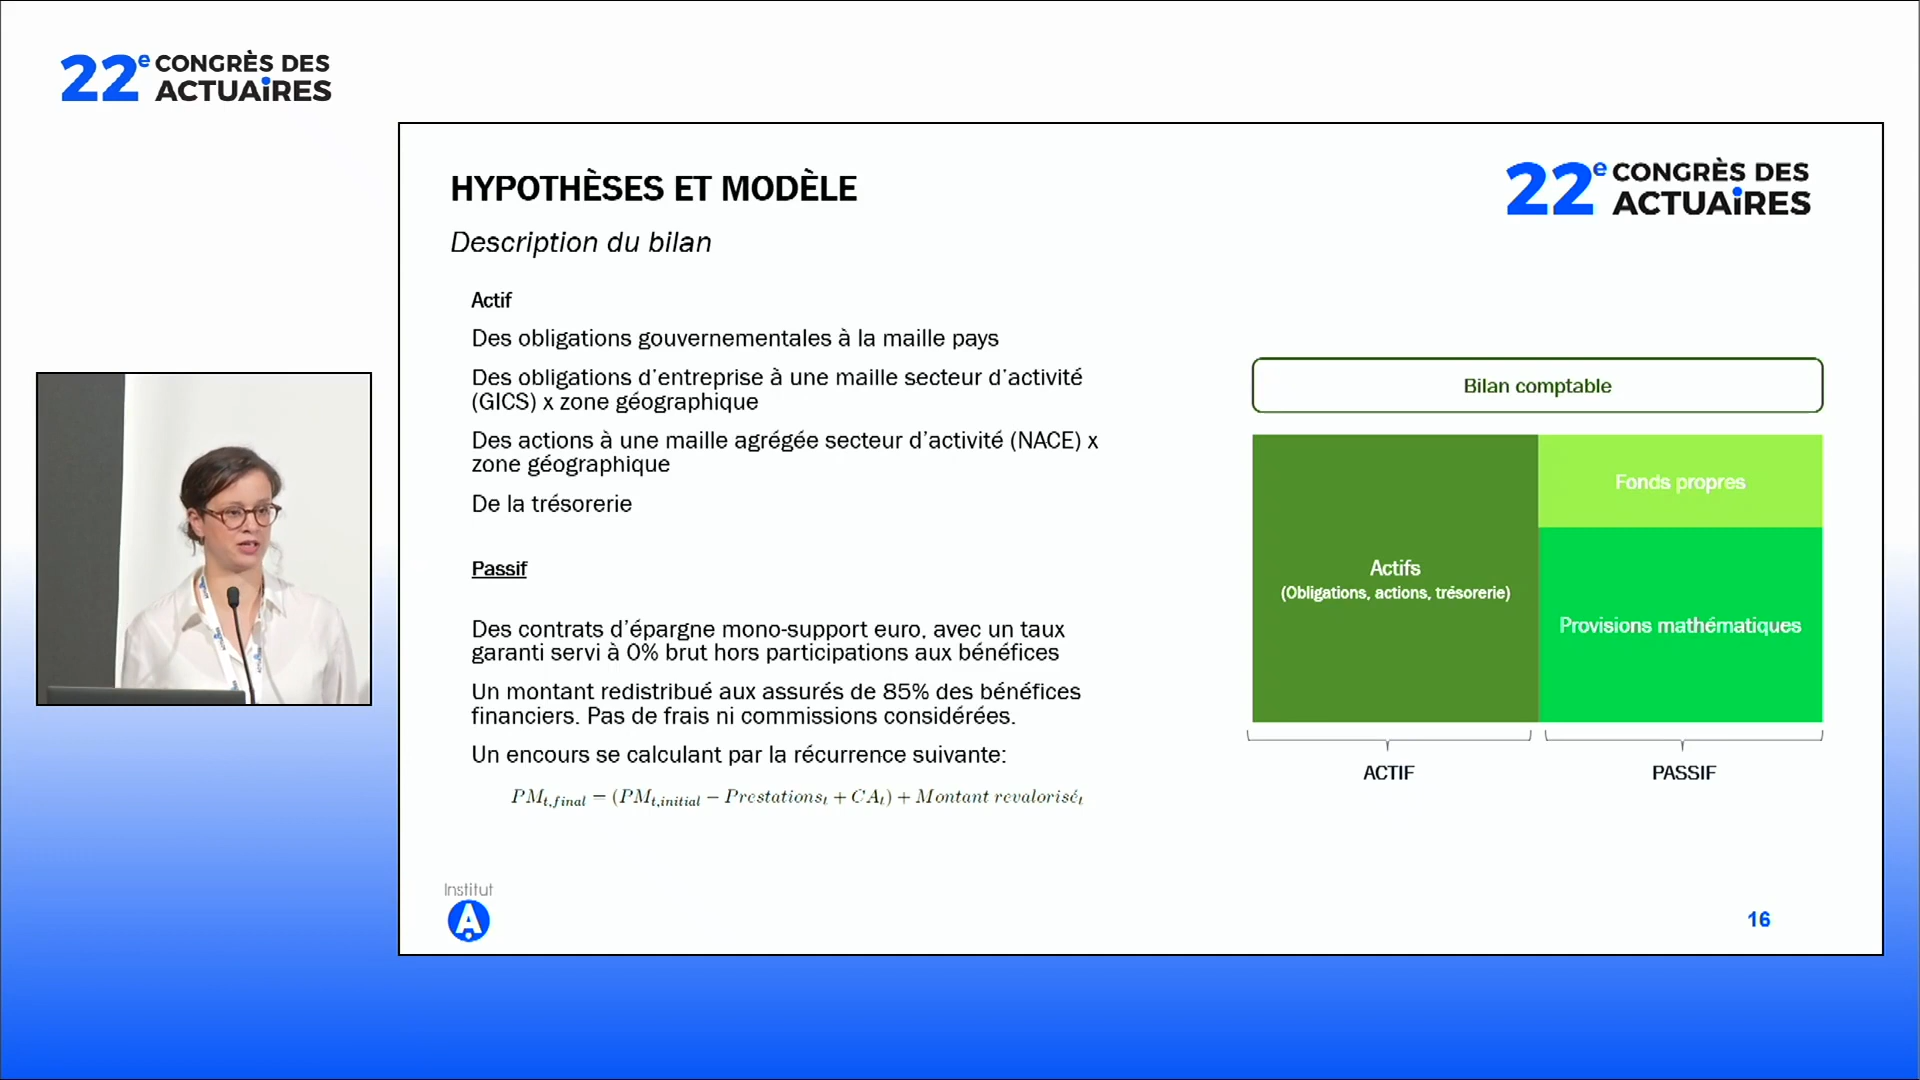 22e CONGRÈS DES
ACTUAiRES
HYPOTHÈSES ET MODÈLE
22e CONGRÈS DES
ACTUAiRES
Description du bilan
Actif
Des obligations gouvernementales à la maille pays
Des obligations d'entreprise à une maille secteur d'activité
(GICS) x zone géographique
Des actions à une maille agrégée secteur d'activité (NACE) x
zone géographique
De la trésorerie
Passif
Des contrats d'épargne mono-support euro, avec un taux
garanti servi à 0% brut hors participations aux bénéfices
Un montant redistribué aux assurés de 85% des bénéfices
financiers. Pas de frais ni commissions considérées.
Un encours se calculant par la récurrence suivante:
PM_{t,final} = (PM_{t,initial} − Prestations_t + CA_t) + Montant revalorisé_t
Bilan comptable
Actifs
(Obligations, actions, trésorerie)
Fonds propres
Provisions mathématiques
ACTIF
PASSIF
Institut
A
16